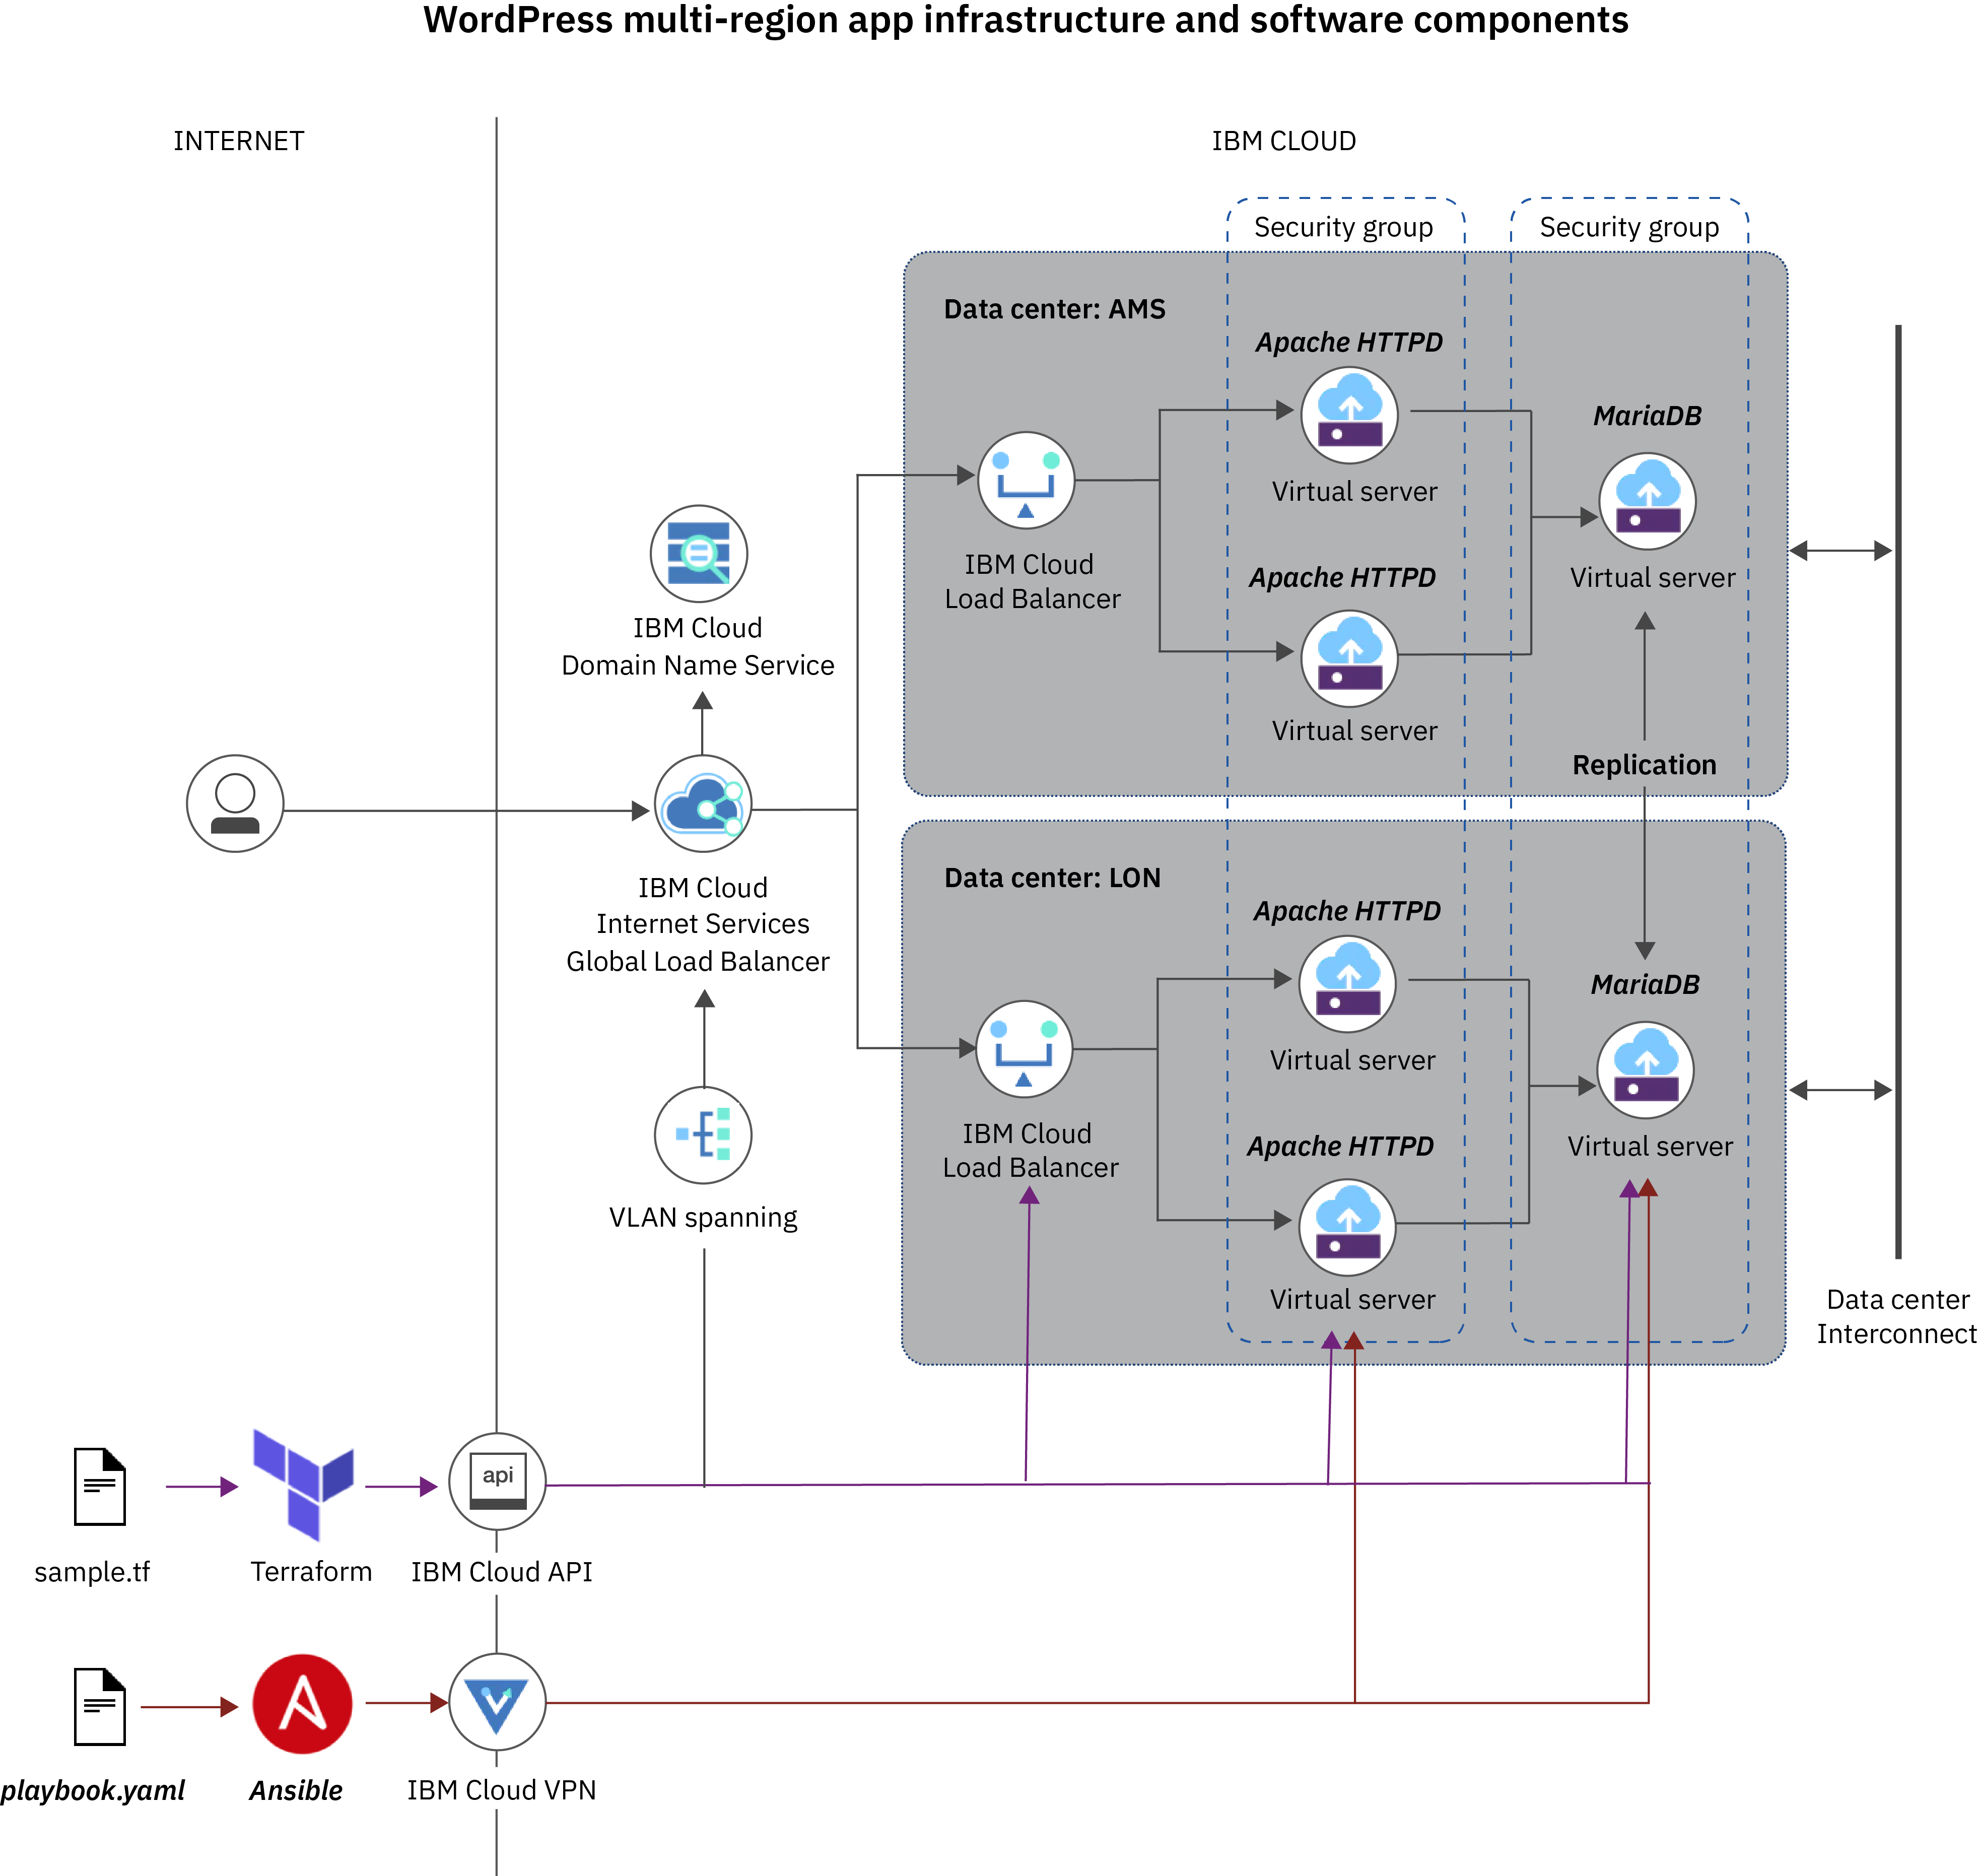 WordPress multi-region app infrastructure and software components
INTERNET
IBM CLOUD
Security group
Security group
Data center: AMS
Apache HTTPD
MariaDB
Virtual server
IBM Cloud
Load Balancer
Apache HTTPD
Virtual server
Virtual server
IBM Cloud
Domain Name Service
Replication
IBM Cloud
Internet Services
Global Load Balancer
Data center: LON
Apache HTTPD
MariaDB
Virtual server
IBM Cloud
Load Balancer
Apache HTTPD
Virtual server
VLAN spanning
Virtual server
Data center
Interconnect
api
sample.tf
Terraform
IBM Cloud API
playbook.yaml
Ansible
IBM Cloud VPN